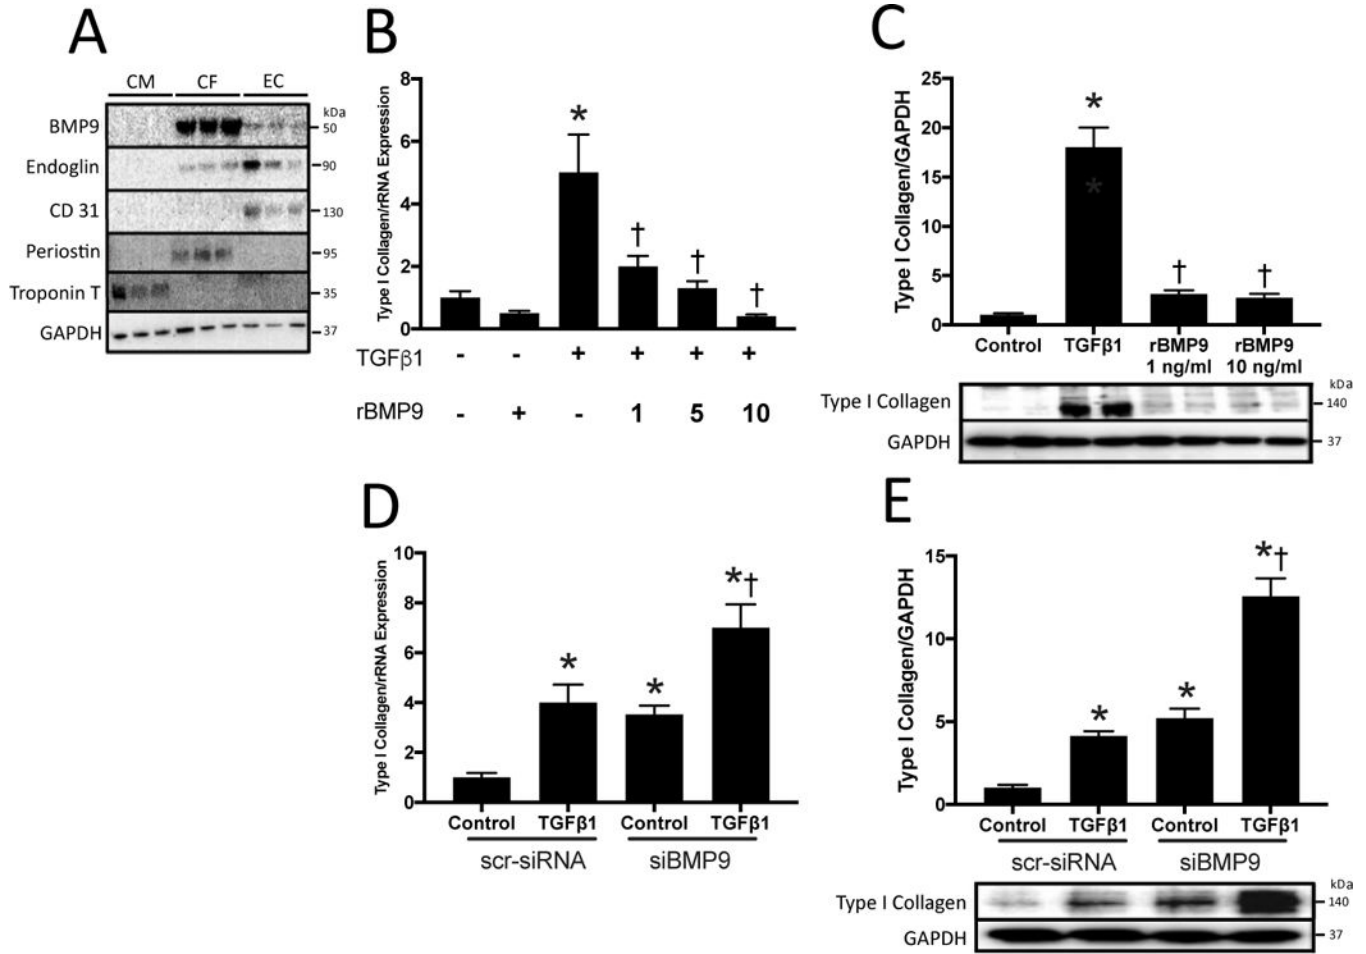 A
CM CF EC
kDa
BMP9 50
Endoglin 90
CD 31 130
Periostin 95
Troponin T 35
GAPDH 37
B
Type I Collagen/rRNA Expression
8
6
4
2
0
*
†
†
†
TGFβ1 - - + + + +
rBMP9 - + - 1 5 10
C
Type I Collagen/GAPDH
25
20
15
10
5
0
*
*
†
†
Control TGFβ1 rBMP9 rBMP9
1 ng/ml 10 ng/ml
kDa
Type I Collagen 140
GAPDH 37
D
Type I Collagen/rRNA Expression
10
8
6
4
2
0
*
*
*†
Control TGFβ1 Control TGFβ1
scr-siRNA siBMP9
E
Type I Collagen/GAPDH
15
10
5
0
*
*
*†
Control TGFβ1 Control TGFβ1
scr-siRNA siBMP9
kDa
Type I Collagen 140
GAPDH 37